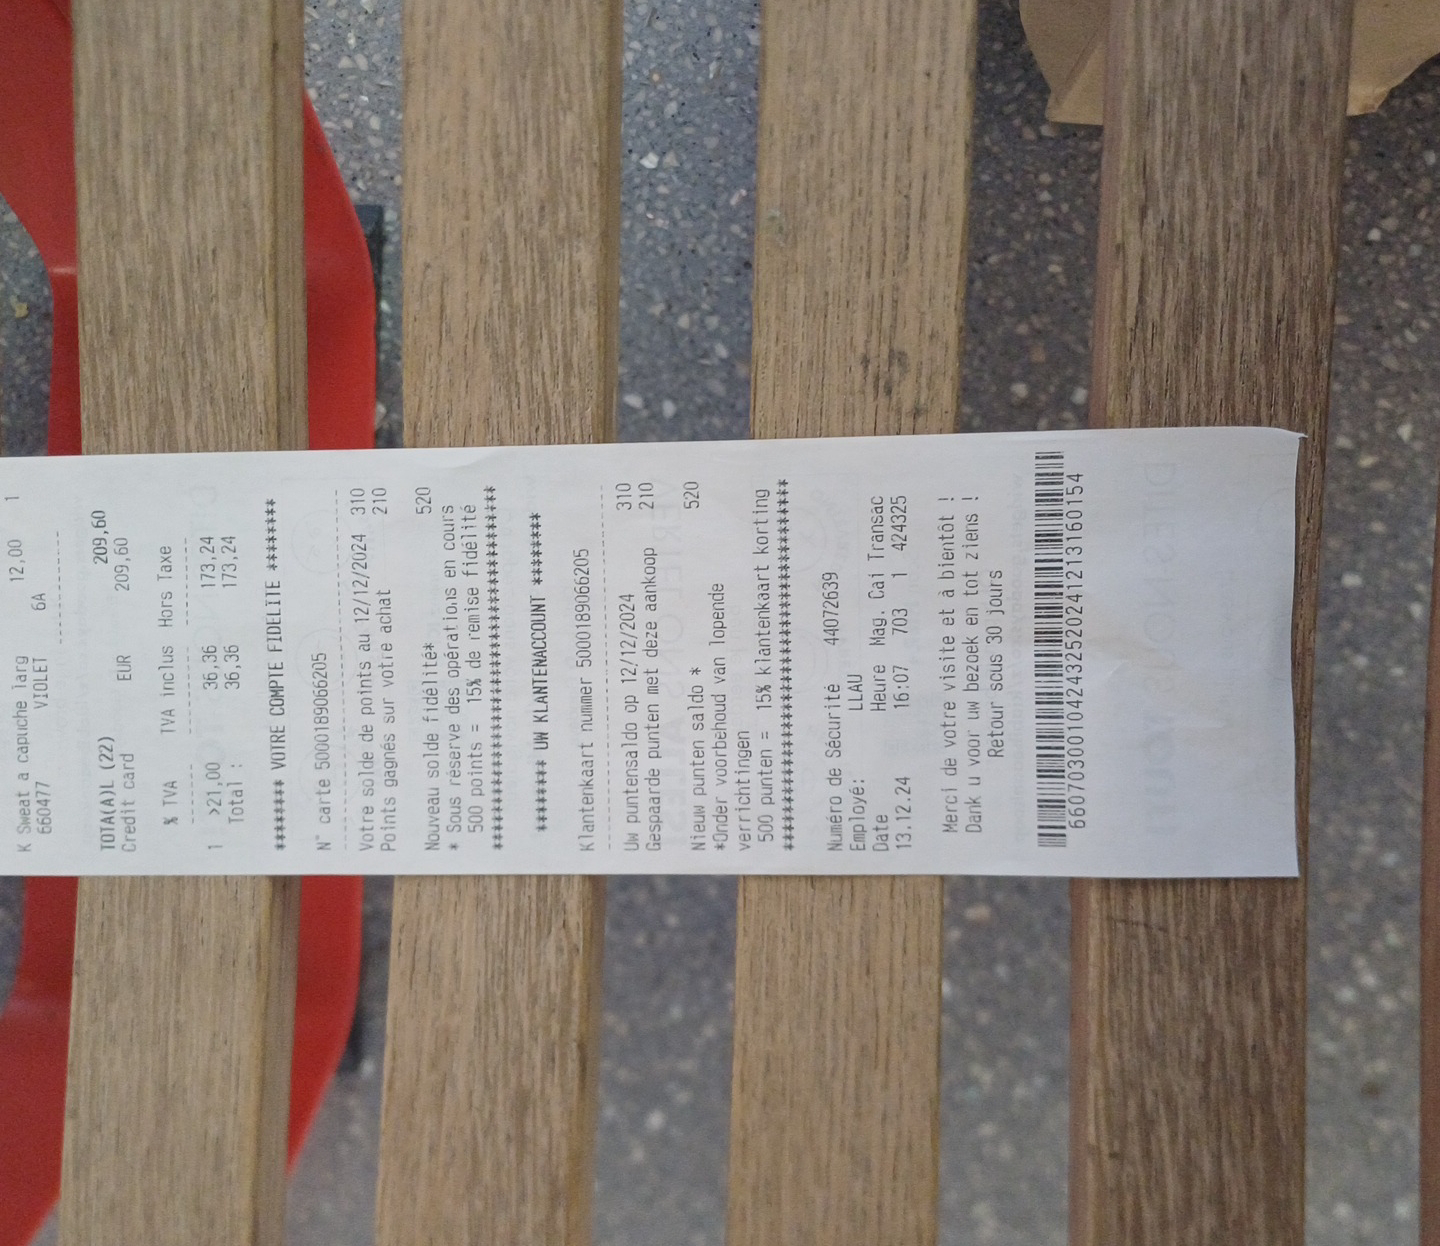 K Sweat a capuche larg 12,00 1
660477 VIOLET 6A
TOTA(A)L (22) 209,60
Credit card EUR 209,60
% TVA TVA inclus Hors Taxe
1 >21,00 36,36 173,24
Total : 36,36 173,24
******* VOTRE COMPTE FIDELITE *******
N° carte 5000189066205
Votre solde de points au 12/12/2024 310
Points gagnés sur votre achat 210
Nouveau solde fidélité* 520
* Sous réserve des opérations en cours
500 points = 15% de remise fidélité
****************************************
******** UW KLANTENACCOUNT ********
Klantenkaart nummer 5000189066205
Uw puntensaldo op 12/12/2024 310
Gespaarde punten met deze aankoop 210
Nieuw punten saldo * 520
*Onder voorbehoud van lopende
verrichtingen
500 punten = 15% klantenkaart korting
****************************************
Numéro de Sécurité 44072639
Employé: LLAU
Date Heure Mag. Cai Transac
13.12.24 16:07 703 1 424325
Merci de votre visite et à bientôt !
Dank u voor uw bezoek en tot ziens !
Retour sous 30 jours
660703000104243252024121316 0154